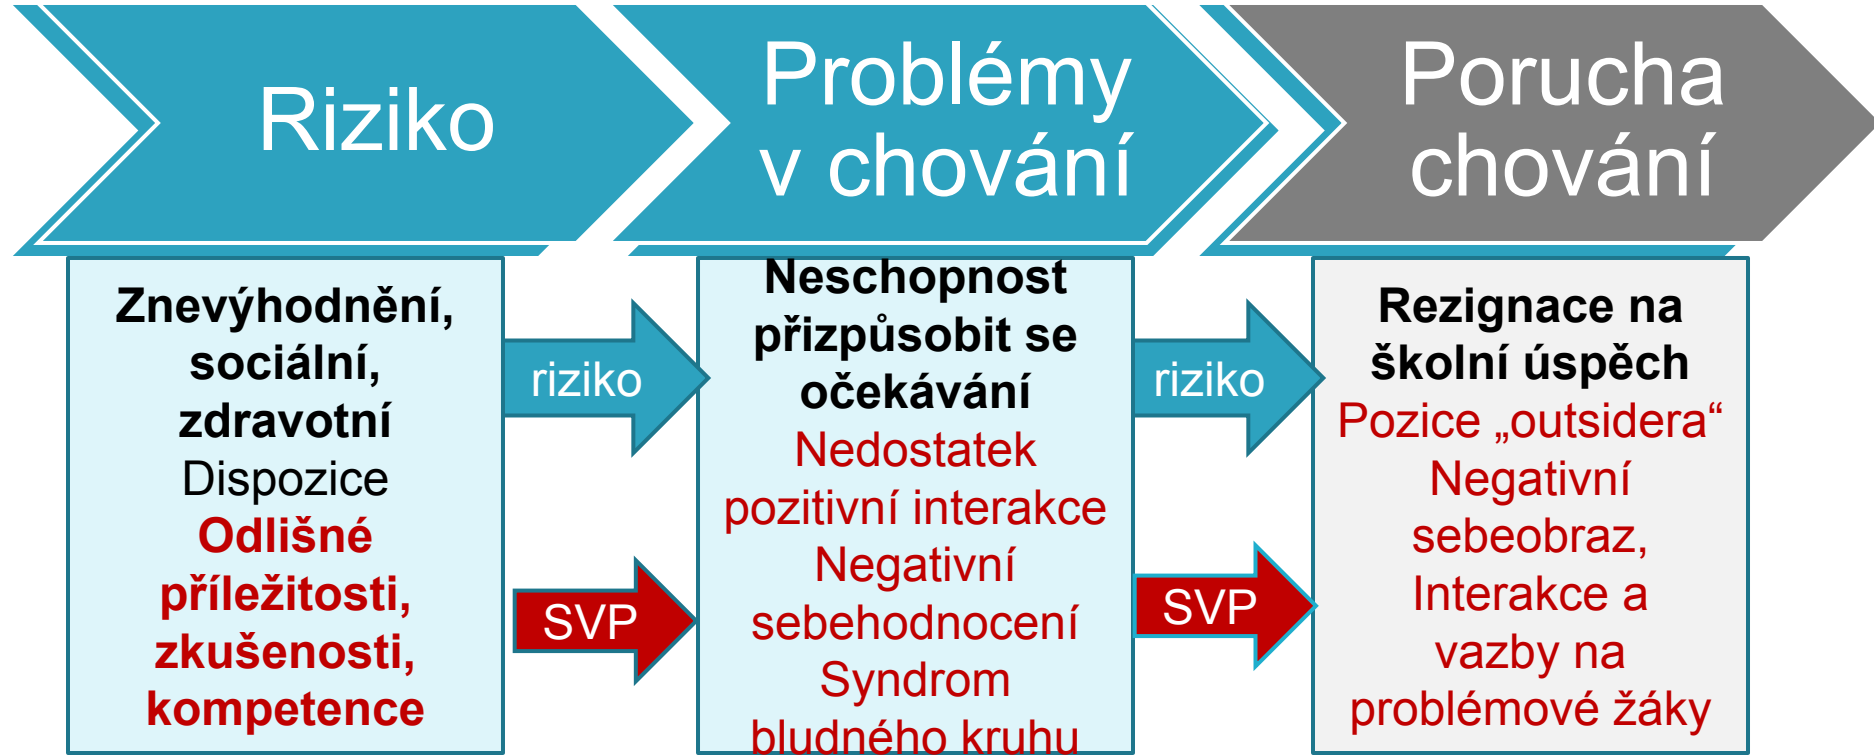 Riziko
Problémy
v chování
Porucha
chování
Znevýhodnění,
sociální,
zdravotní
Dispozice
Odlišné
příležitosti,
zkušenosti,
kompetence
riziko
SVP
Neschopnost
přizpůsobit se
očekávání
Nedostatek
pozitivní interakce
Negativní
sebehodnocení
Syndrom
bludného kruhu
riziko
SVP
Rezignace na
školní úspěch
Pozice „outsidera“
Negativní
sebeobraz,
Interakce a
vazby na
problémové žáky